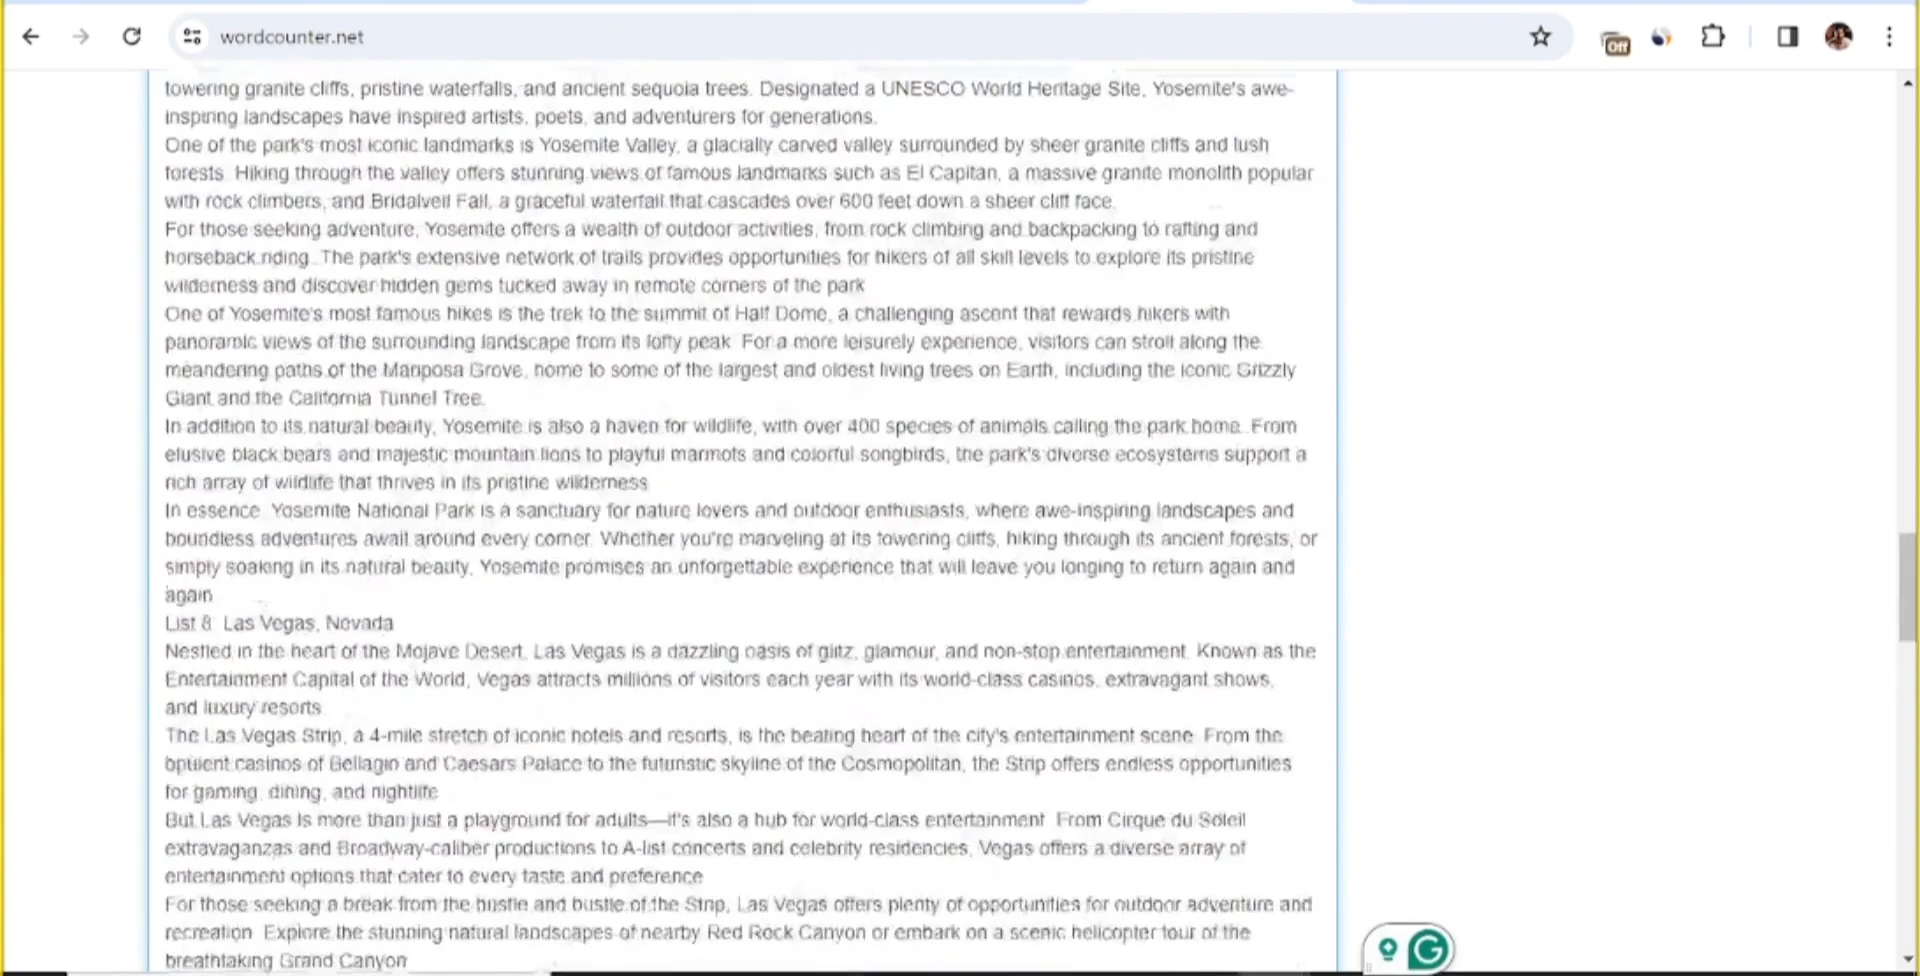 wordcounter.net
Off
towering granite cliffs, pristine waterfalls, and ancient sequoia trees. Designated a UNESCO World Heritage Site, Yosemite's awe-
inspiring landscapes have inspired artists, poets, and adventurers for generations.
One of the park's most iconic landmarks is Yosemite Valley, a glacially carved valley surrounded by sheer granite cliffs and lush
forests. Hiking through the valley offers stunning views of famous landmarks such as El Capitan, a massive granite monolith popular
with rock climbers, and Bridalveil Fall, a graceful waterfall that cascades over 600 feet down a sheer cliff face.
For those seeking adventure, Yosemite offers a wealth of outdoor activities, from rock climbing and backpacking to rafting and
horseback riding. The park's extensive network of trails provides opportunities for hikers of all skill levels to explore its pristine
wilderness and discover hidden gems tucked away in remote corners of the park.
One of Yosemite's most famous hikes is the trek to the summit of Half Dome, a challenging ascent that rewards hikers with
panoramic views of the surrounding landscape from its lofty peak. For a more leisurely experience, visitors can stroll along the
meandering paths of the Mariposa Grove, home to some of the largest and oldest living trees on Earth, including the iconic Grizzly
Giant and the California Tunnel Tree.
In addition to its natural beauty, Yosemite is also a haven for wildlife, with over 400 species of animals calling the park home. From
elusive black bears and majestic mountain lions to playful marmots and colorful songbirds, the park's diverse ecosystems support a
rich array of wildlife that thrives in its pristine wilderness.
In essence, Yosemite National Park is a sanctuary for nature lovers and outdoor enthusiasts, where awe-inspiring landscapes and
boundless adventures await around every corner. Whether you're marveling at its towering cliffs, hiking through its ancient forests, or
simply soaking in its natural beauty, Yosemite promises an unforgettable experience that will leave you longing to return again and
again.
List 8: Las Vegas, Nevada
Nestled in the heart of the Mojave Desert, Las Vegas is a dazzling oasis of glitz, glamour, and non-stop entertainment. Known as the
Entertainment Capital of the World, Vegas attracts millions of visitors each year with its world-class casinos, extravagant shows,
and luxury resorts.
The Las Vegas Strip, a 4-mile stretch of iconic hotels and resorts, is the beating heart of the city's entertainment scene. From the
opulent casinos of Bellagio and Caesars Palace to the futuristic skyline of the Cosmopolitan, the Strip offers endless opportunities
for gaming, dining, and nightlife.
But Las Vegas is more than just a playground for adults—it's also a hub for world-class entertainment. From Cirque du Soleil
extravaganzas and Broadway-caliber productions to A-list concerts and celebrity residencies, Vegas offers a diverse array of
entertainment options that cater to every taste and preference.
For those seeking a break from the hustle and bustle of the Strip, Las Vegas offers plenty of opportunities for outdoor adventure and
recreation. Explore the stunning natural landscapes of nearby Red Rock Canyon or embark on a scenic helicopter tour of the
breathtaking Grand Canyon.